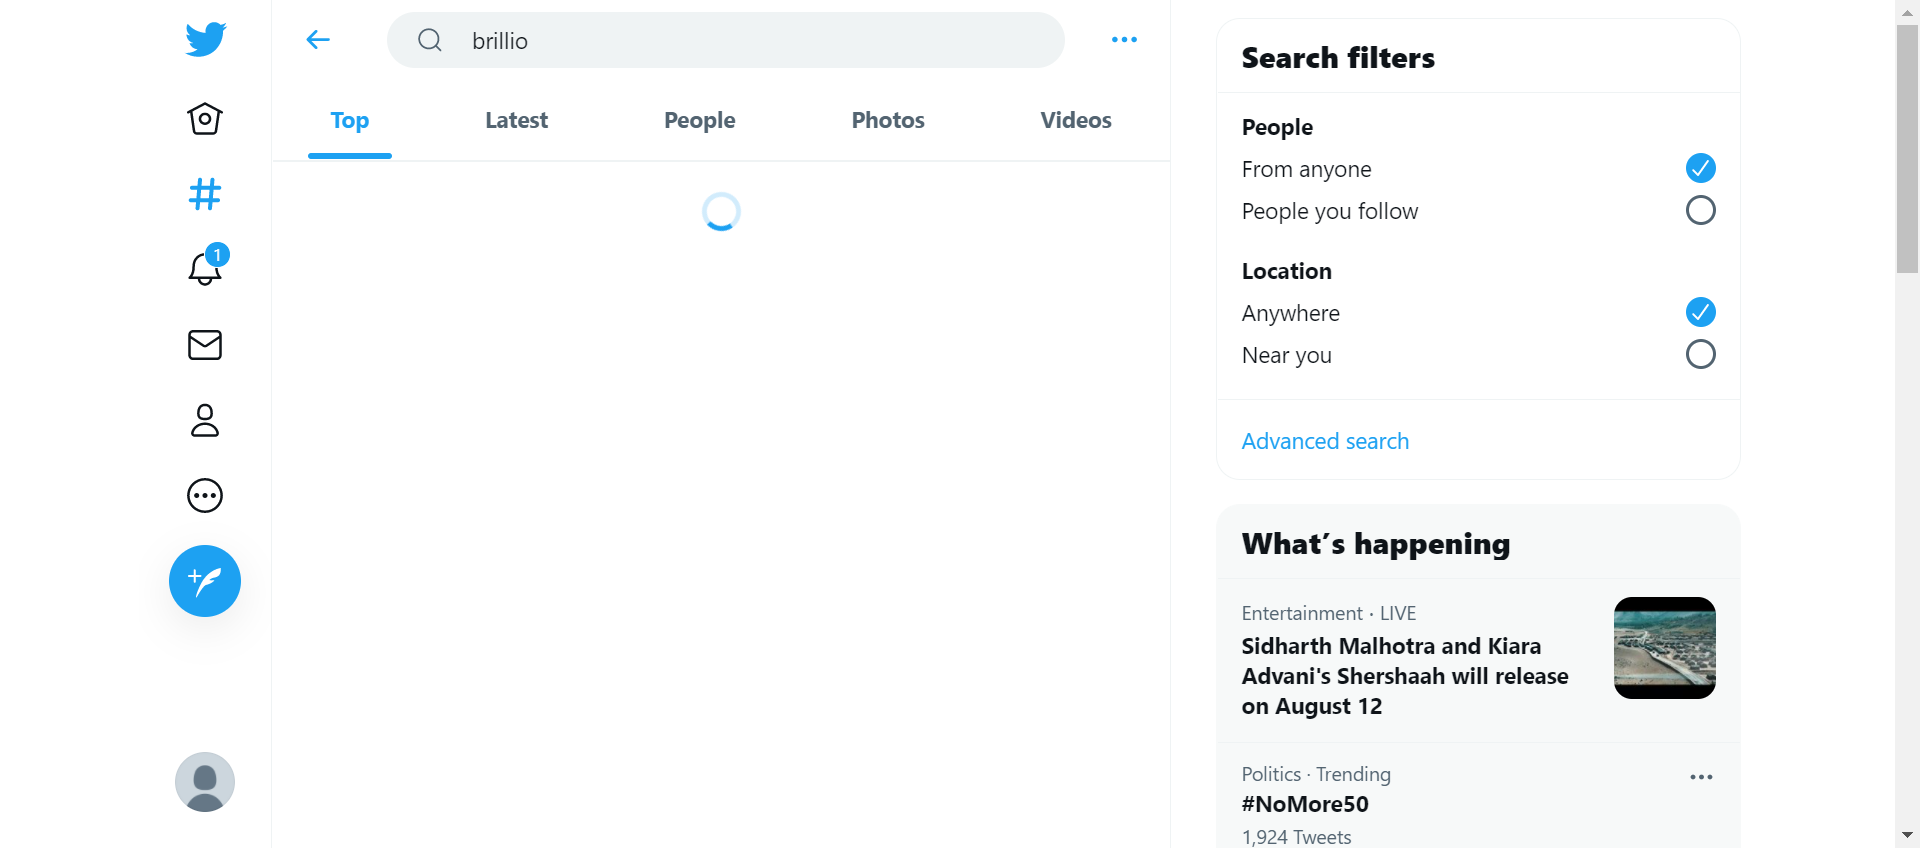 brillio
Top
Latest
People
Photos
Videos
1
Search filters
People
From anyone
People you follow
Location
Anywhere
Near you
Advanced search
What's happening
Entertainment · LIVE
Sidharth Malhotra and Kiara
Advani's Shershaah will release
on August 12
Politics · Trending
#NoMore50
1,924 Tweets